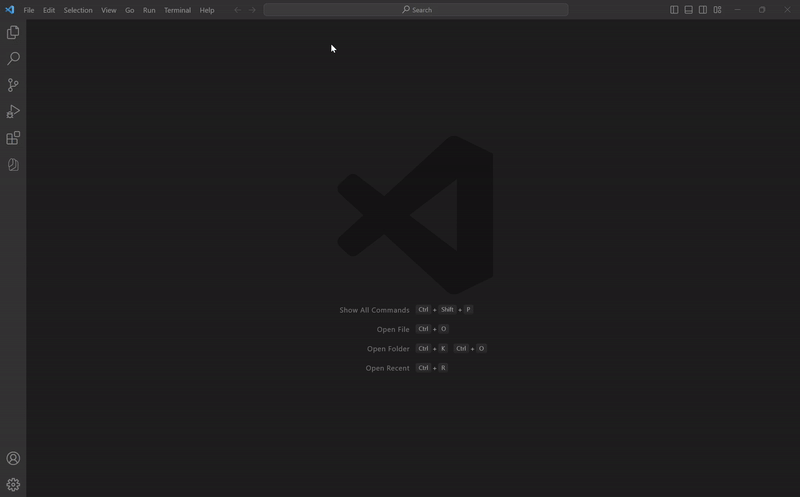 File Edit Selection View Go Run Terminal Help
Search
Show All Commands Ctrl + Shift + P
Open File Ctrl + O
Open Folder Ctrl + K Ctrl + O
Open Recent Ctrl + R